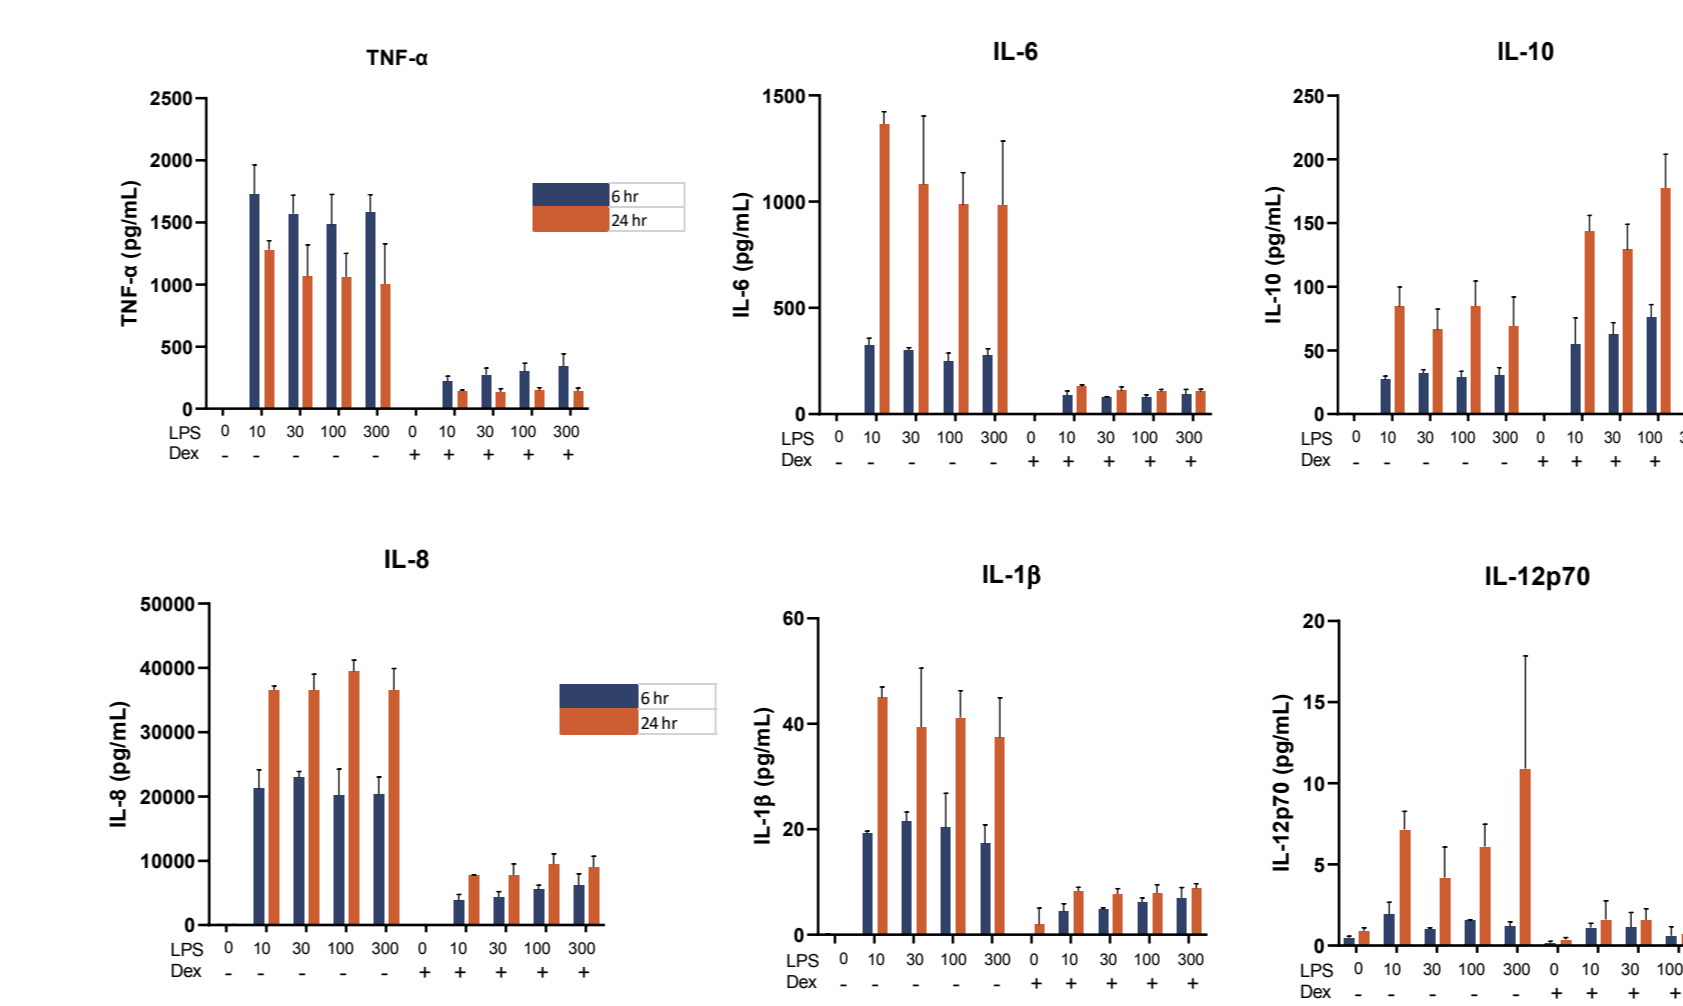 TNF-α
2500
2000
1500
1000
500
0
TNF-α (pg/mL)
6 hr
24 hr
LPS 0 10 30 100 300 0 10 30 100 300
Dex - - - - - + + + + +
IL-6
1500
1000
500
0
IL-6 (pg/mL)
LPS 0 10 30 100 300 0 10 30 100 300
Dex - - - - - + + + + +
IL-10
250
200
150
100
50
0
IL-10 (pg/mL)
LPS 0 10 30 100 300 0 10 30 100
Dex - - - - - + + + +
IL-8
50000
40000
30000
20000
10000
0
IL-8 (pg/mL)
6 hr
24 hr
LPS 0 10 30 100 300 0 10 30 100 300
Dex - - - - - + + + + +
IL-1β
60
40
20
0
IL-1β (pg/mL)
LPS 0 10 30 100 300 0 10 30 100 300
Dex - - - - - + + + + +
IL-12p70
20
15
10
5
0
IL-12p70 (pg/mL)
LPS 0 10 30 100 300 0 10 30 100
Dex - - - - - + + + +